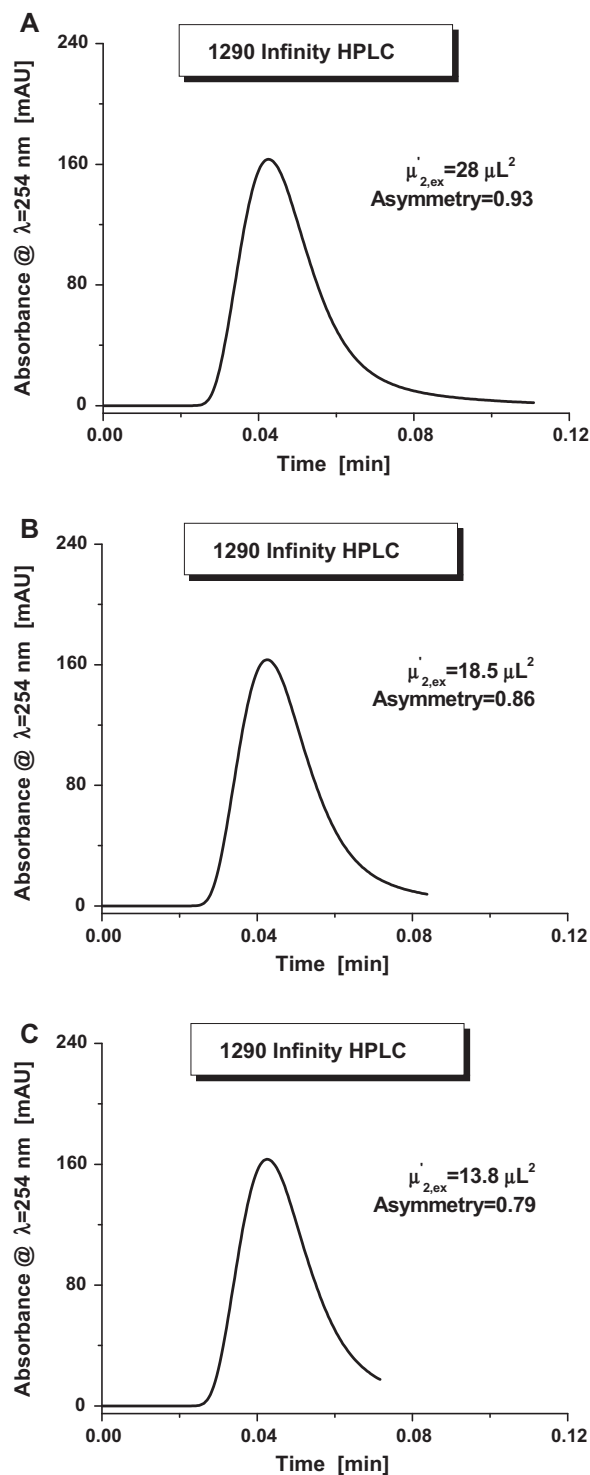 A
1290 Infinity HPLC
μ'2,ex=28 μL²
Asymmetry=0.93
Absorbance @ λ=254 nm [mAU]
240
160
80
0
0.00 0.04 0.08 0.12
Time [min]
B
1290 Infinity HPLC
μ'2,ex=18.5 μL²
Asymmetry=0.86
Absorbance @ λ=254 nm [mAU]
240
160
80
0
0.00 0.04 0.08 0.12
Time [min]
C
1290 Infinity HPLC
μ'2,ex=13.8 μL²
Asymmetry=0.79
Absorbance @ λ=254 nm [mAU]
240
160
80
0
0.00 0.04 0.08 0.12
Time [min]